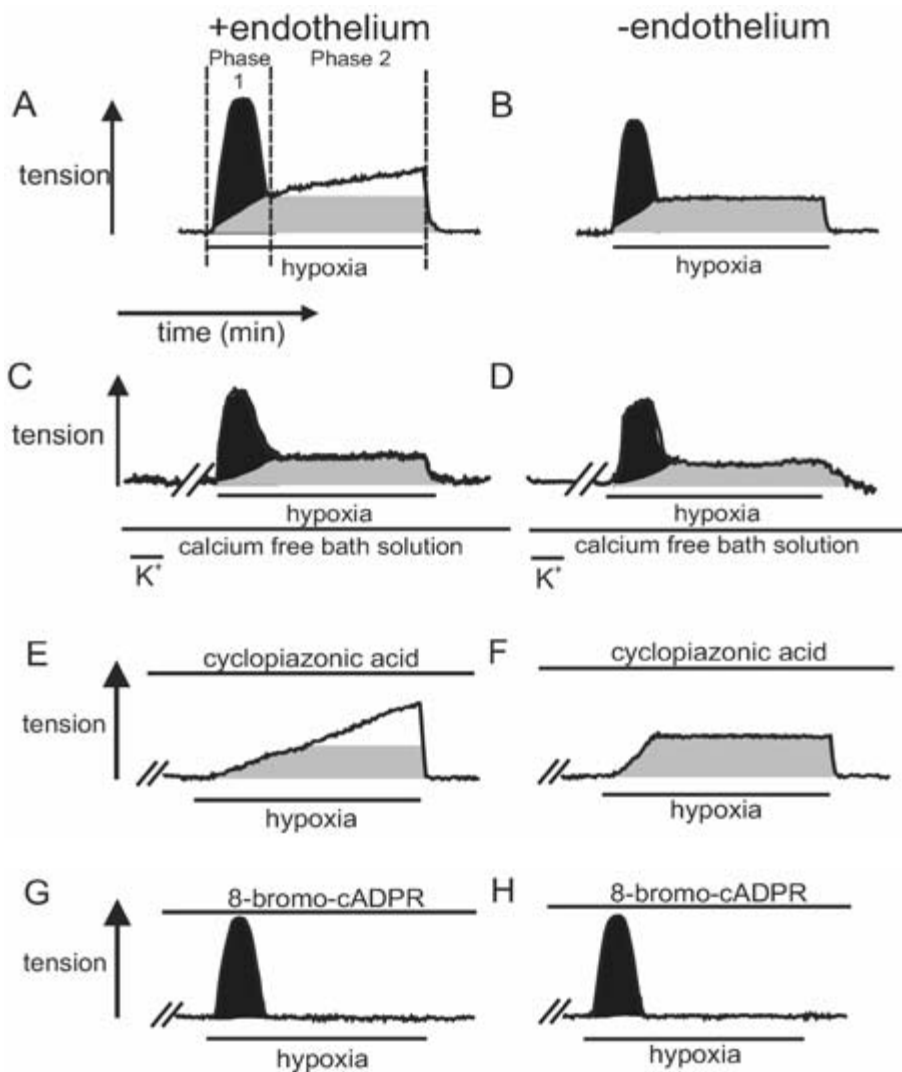 +endothelium
-endothelium
Phase 1
Phase 2
A
B
tension
hypoxia
hypoxia
time (min)
C
D
tension
hypoxia
hypoxia
calcium free bath solution
calcium free bath solution
K⁺
K⁺
E
F
cyclopiazonic acid
cyclopiazonic acid
tension
hypoxia
hypoxia
G
H
8-bromo-cADPR
8-bromo-cADPR
tension
hypoxia
hypoxia